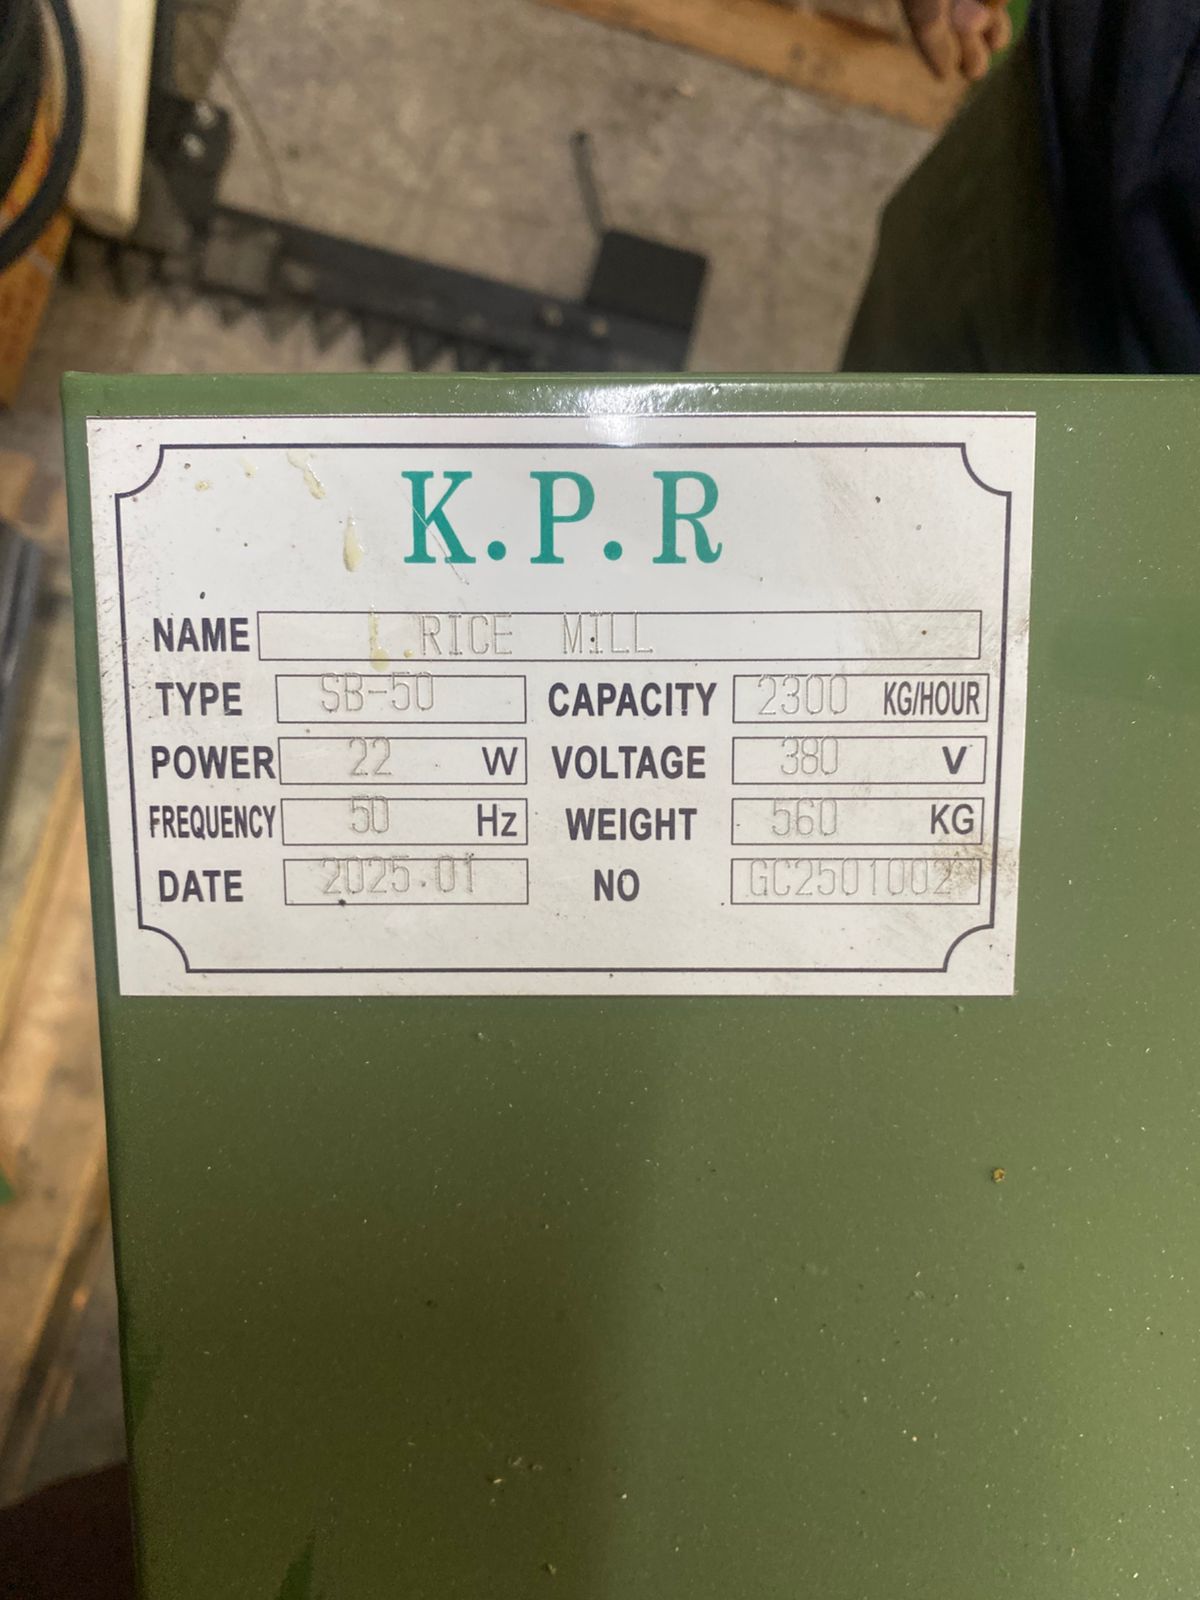 K.P.R
NAME RICE MILL
TYPE SB-50 CAPACITY 2300 KG/HOUR
POWER 22 W VOLTAGE 380 V
FREQUENCY 50 Hz WEIGHT 560 KG
DATE 2025.01 NO GC2501002